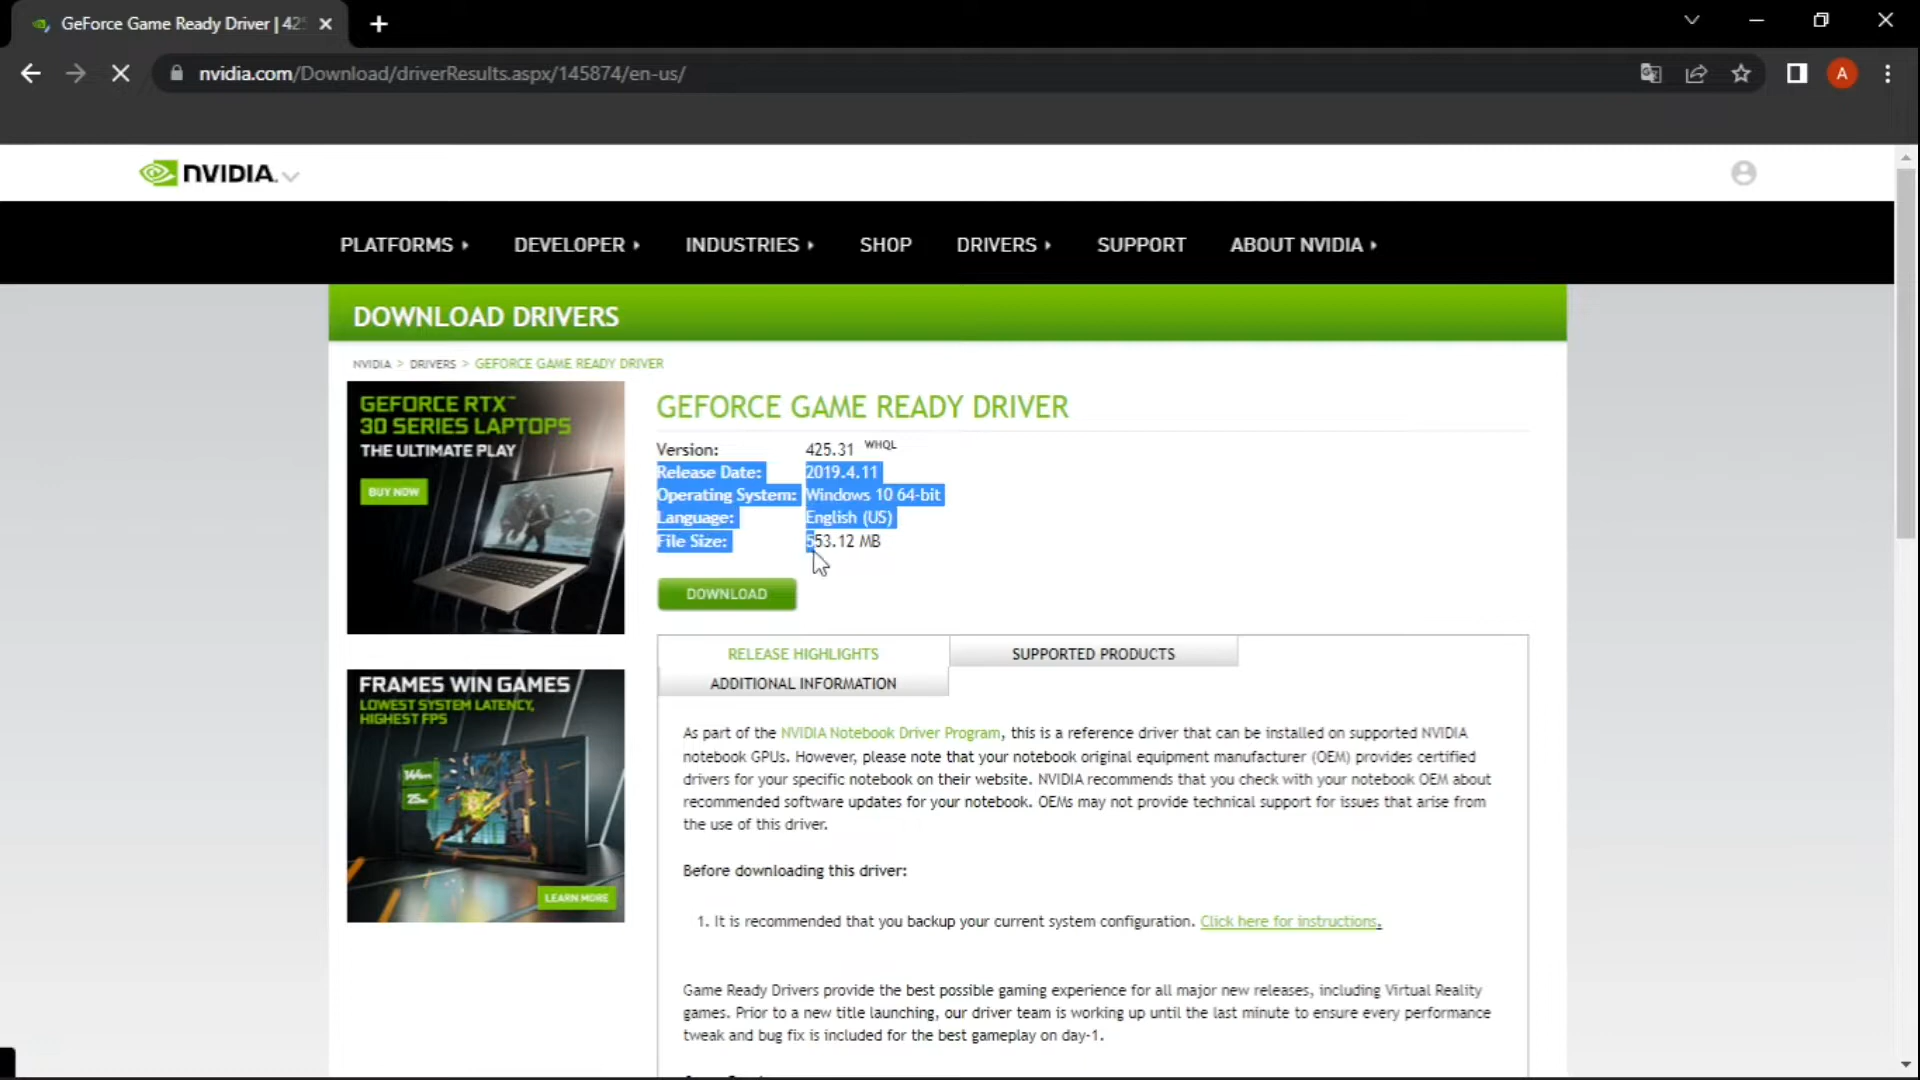 GeForce Game Ready Driver | 425
nvidia.com/Download/driverResults.aspx/145874/en-us/
A
NVIDIA.
PLATFORMS DEVELOPER INDUSTRIES SHOP DRIVERS SUPPORT ABOUT NVIDIA
DOWNLOAD DRIVERS
NVIDIA > DRIVERS > GEFORCE GAME READY DRIVER
GEFORCE RTX™
30 SERIES LAPTOPS
THE ULTIMATE PLAY
BUY NOW
GEFORCE GAME READY DRIVER
Version: 425.31 WHQL
Release Date: 2019.4.11
Operating System: Windows 10 64-bit
Language: English (US)
File Size: 553.12 MB
DOWNLOAD
RELEASE HIGHLIGHTS SUPPORTED PRODUCTS
ADDITIONAL INFORMATION
FRAMES WIN GAMES
LOWEST SYSTEM LATENCY,
HIGHEST FPS
LEARN MORE
As part of the NVIDIA Notebook Driver Program, this is a reference driver that can be installed on supported NVIDIA
notebook GPUs. However, please note that your notebook original equipment manufacturer (OEM) provides certified
drivers for your specific notebook on their website. NVIDIA recommends that you check with your notebook OEM about
recommended software updates for your notebook. OEMs may not provide technical support for issues that arise from
the use of this driver.
Before downloading this driver:
1. It is recommended that you backup your current system configuration. Click here for instructions.
Game Ready Drivers provide the best possible gaming experience for all major new releases, including Virtual Reality
games. Prior to a new title launching, our driver team is working up until the last minute to ensure every performance
tweak and bug fix is included for the best gameplay on day-1.